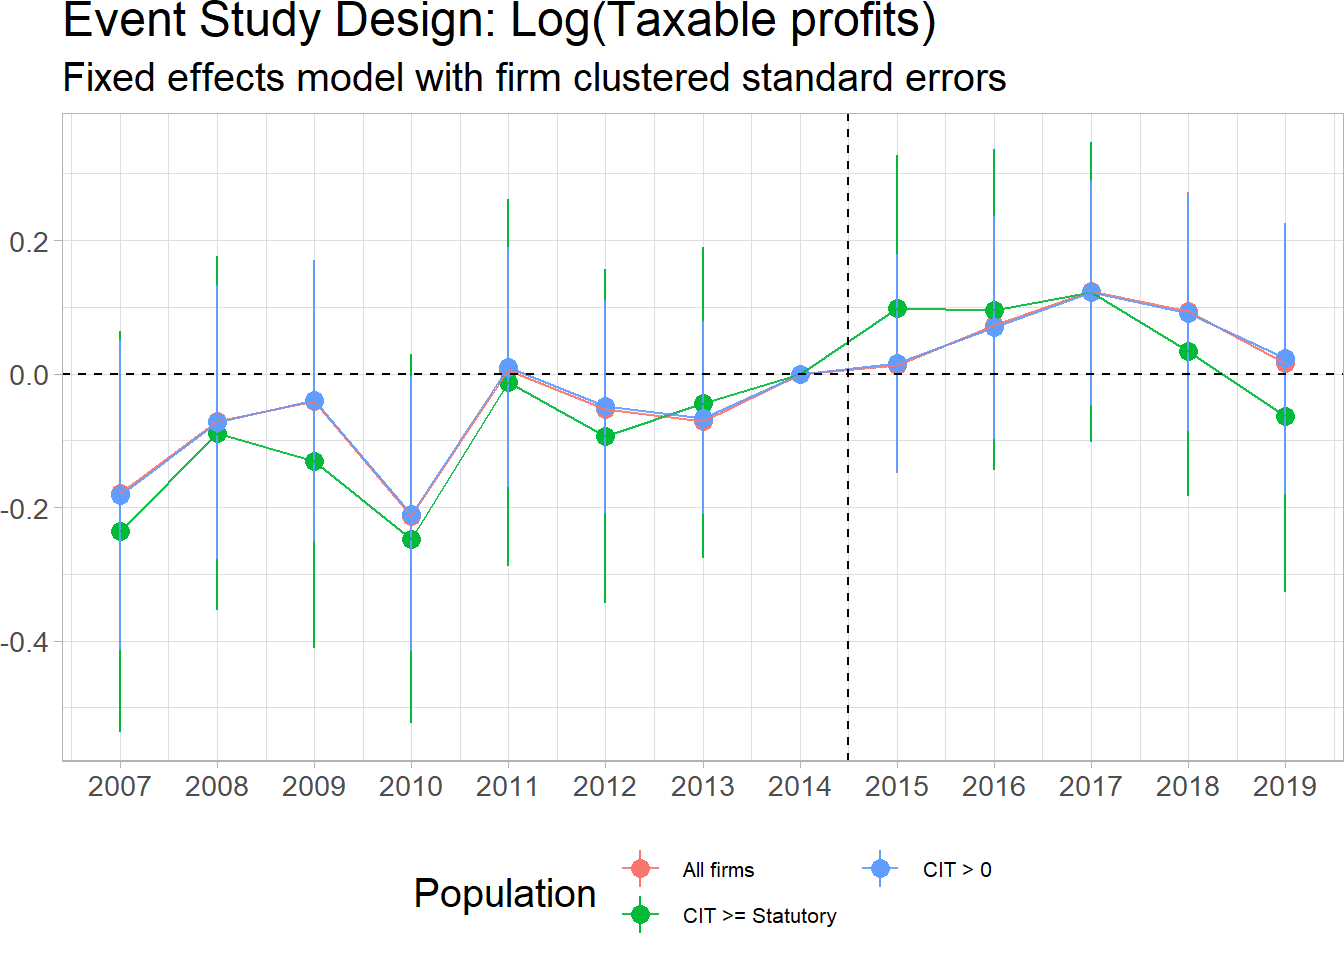 Event Study Design: Log(Taxable profits)
Fixed effects model with firm clustered standard errors
0.2
0.0
-0.2
-0.4
2007 2008 2009 2010 2011 2012 2013 2014 2015 2016 2017 2018 2019
Population
All firms
CIT > 0
CIT >= Statutory